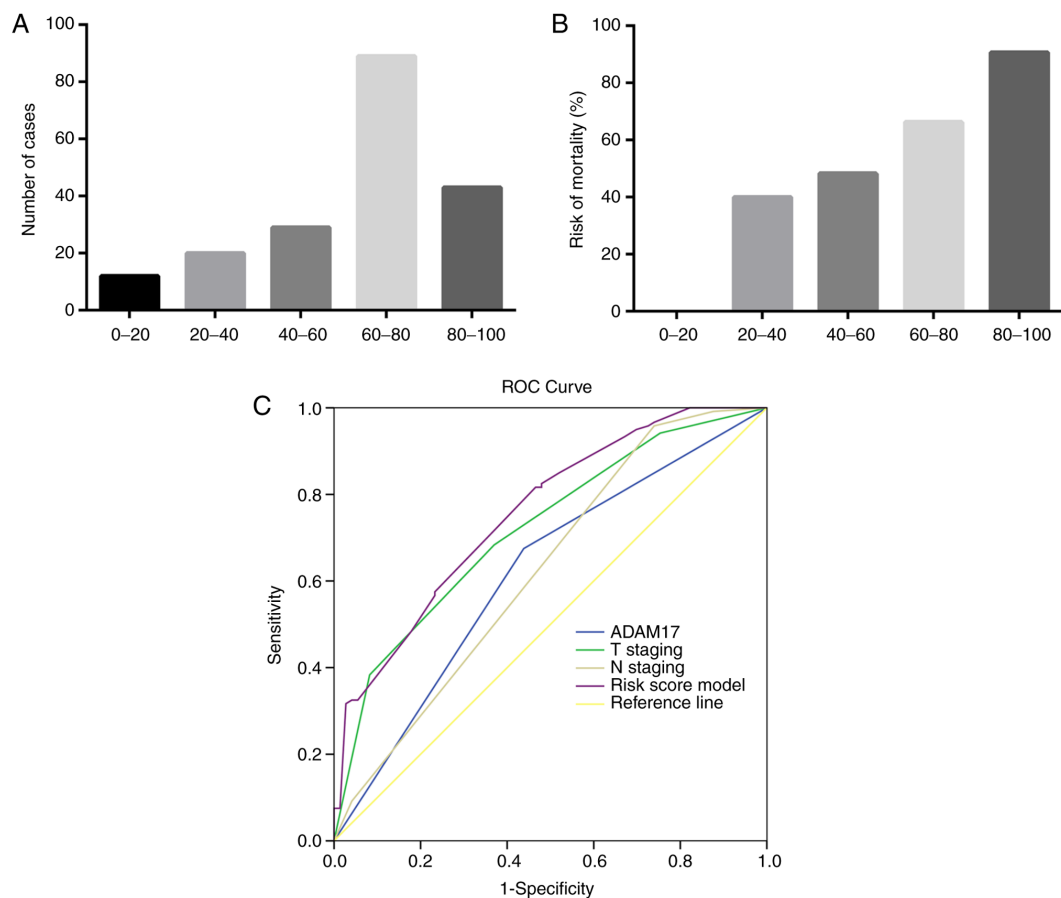 A
Number of cases
100
80
60
40
20
0
0–20 20–40 40–60 60–80 80–100
B
Risk of mortality (%)
100
80
60
40
20
0
0–20 20–40 40–60 60–80 80–100
C
ROC Curve
Sensitivity
1.0
0.8
0.6
0.4
0.2
0.0
ADAM17
T staging
N staging
Risk score model
Reference line
0.0 0.2 0.4 0.6 0.8 1.0
1-Specificity